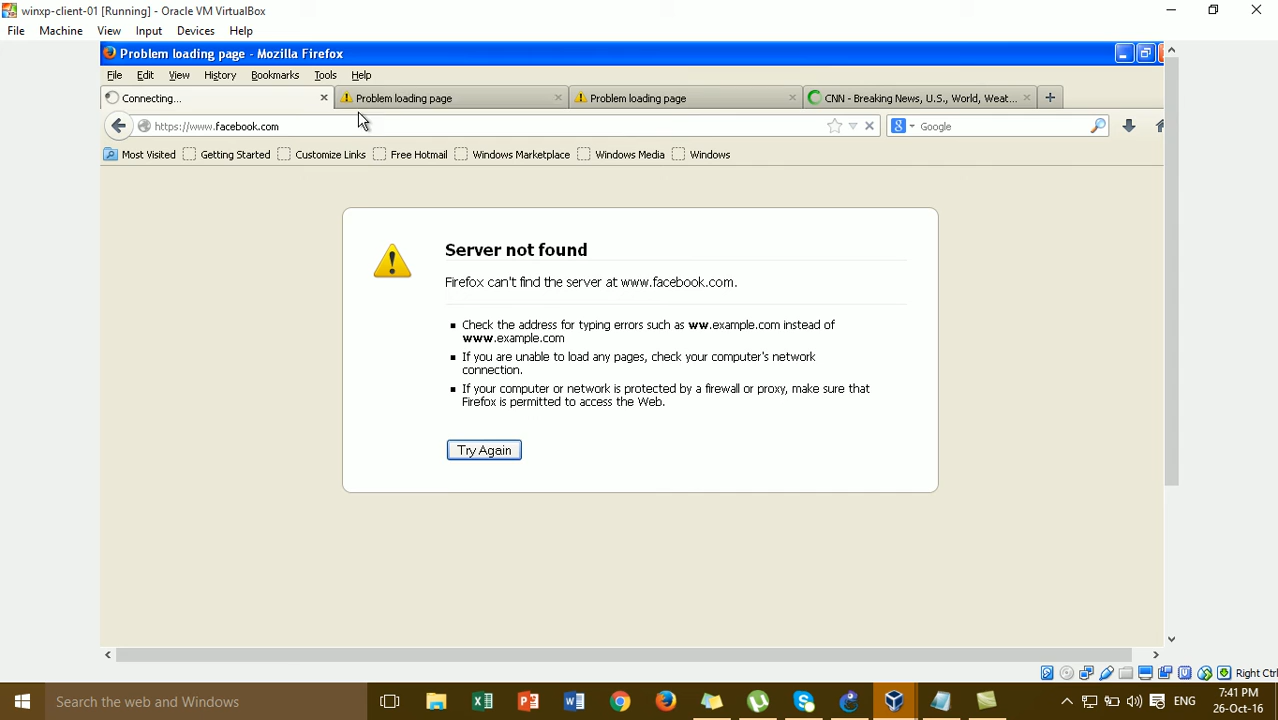 winxp-client-01 [Running] - Oracle VM VirtualBox
File Machine View Input Devices Help
Problem loading page - Mozilla Firefox
File Edit View History Bookmarks Tools Help
Connecting... Problem loading page Problem loading page CNN - Breaking News, U.S., World, Weat...
https://www.facebook.com Google
Most Visited Getting Started Customize Links Free Hotmail Windows Marketplace Windows Media Windows
Server not found
Firefox can't find the server at www.facebook.com.
Check the address for typing errors such as ww.example.com instead of
www.example.com
If you are unable to load any pages, check your computer's network
connection.
If your computer or network is protected by a firewall or proxy, make sure that
Firefox is permitted to access the Web.
Try Again
Right Ctrl
Search the web and Windows
ENG
7:41 PM
26-Oct-16